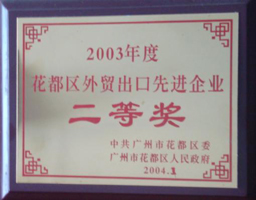 2003年度
花都区外贸出口先进企业
二等奖
中共广州市花都区委
广州市花都区人民政府
2004.1